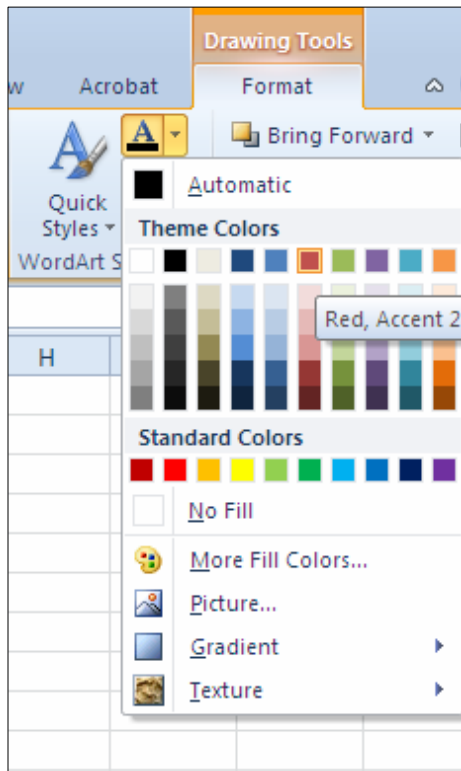 Drawing Tools
w Acrobat Format
A A Bring Forward
Quick
Styles
WordArt S
Automatic
Theme Colors
Red, Accent 2
H
Standard Colors
No Fill
More Fill Colors...
Picture...
Gradient
Texture